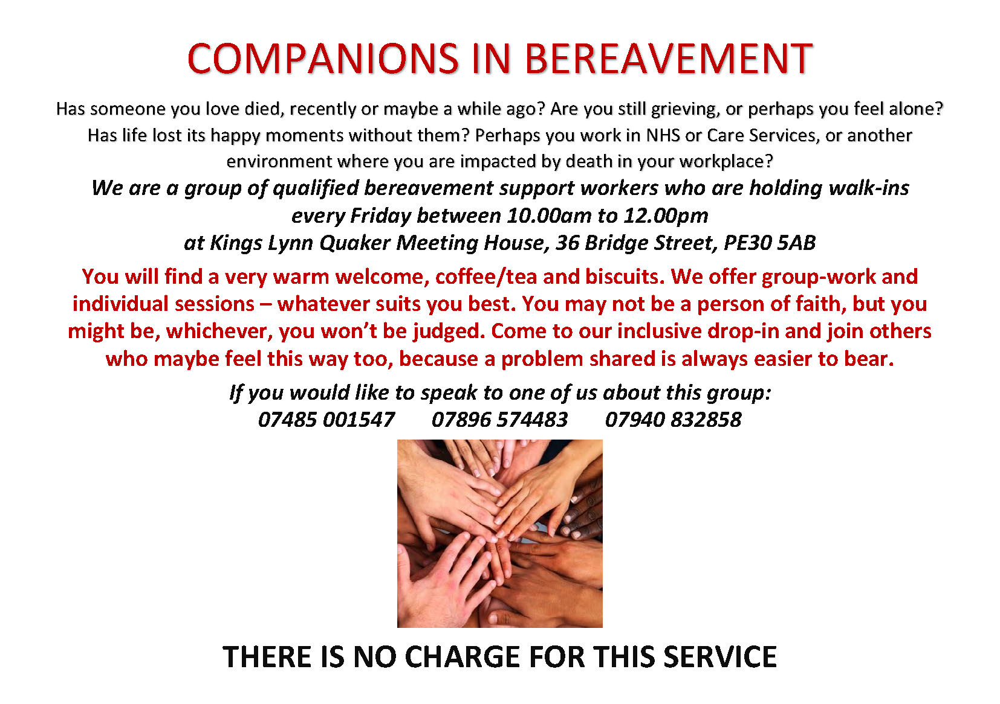 COMPANIONS IN BEREAVEMENT
Has someone you love died, recently or maybe a while ago? Are you still grieving, or perhaps you feel alone?
Has life lost its happy moments without them? Perhaps you work in NHS or Care Services, or another
environment where you are impacted by death in your workplace?
We are a group of qualified bereavement support workers who are holding walk-ins
every Friday between 10.00am to 12.00pm
at Kings Lynn Quaker Meeting House, 36 Bridge Street, PE30 5AB
You will find a very warm welcome, coffee/tea and biscuits. We offer group-work and
individual sessions – whatever suits you best. You may not be a person of faith, but you
might be, whichever, you won’t be judged. Come to our inclusive drop-in and join others
who maybe feel this way too, because a problem shared is always easier to bear.
If you would like to speak to one of us about this group:
07485 001547 07896 574483 07940 832858
THERE IS NO CHARGE FOR THIS SERVICE